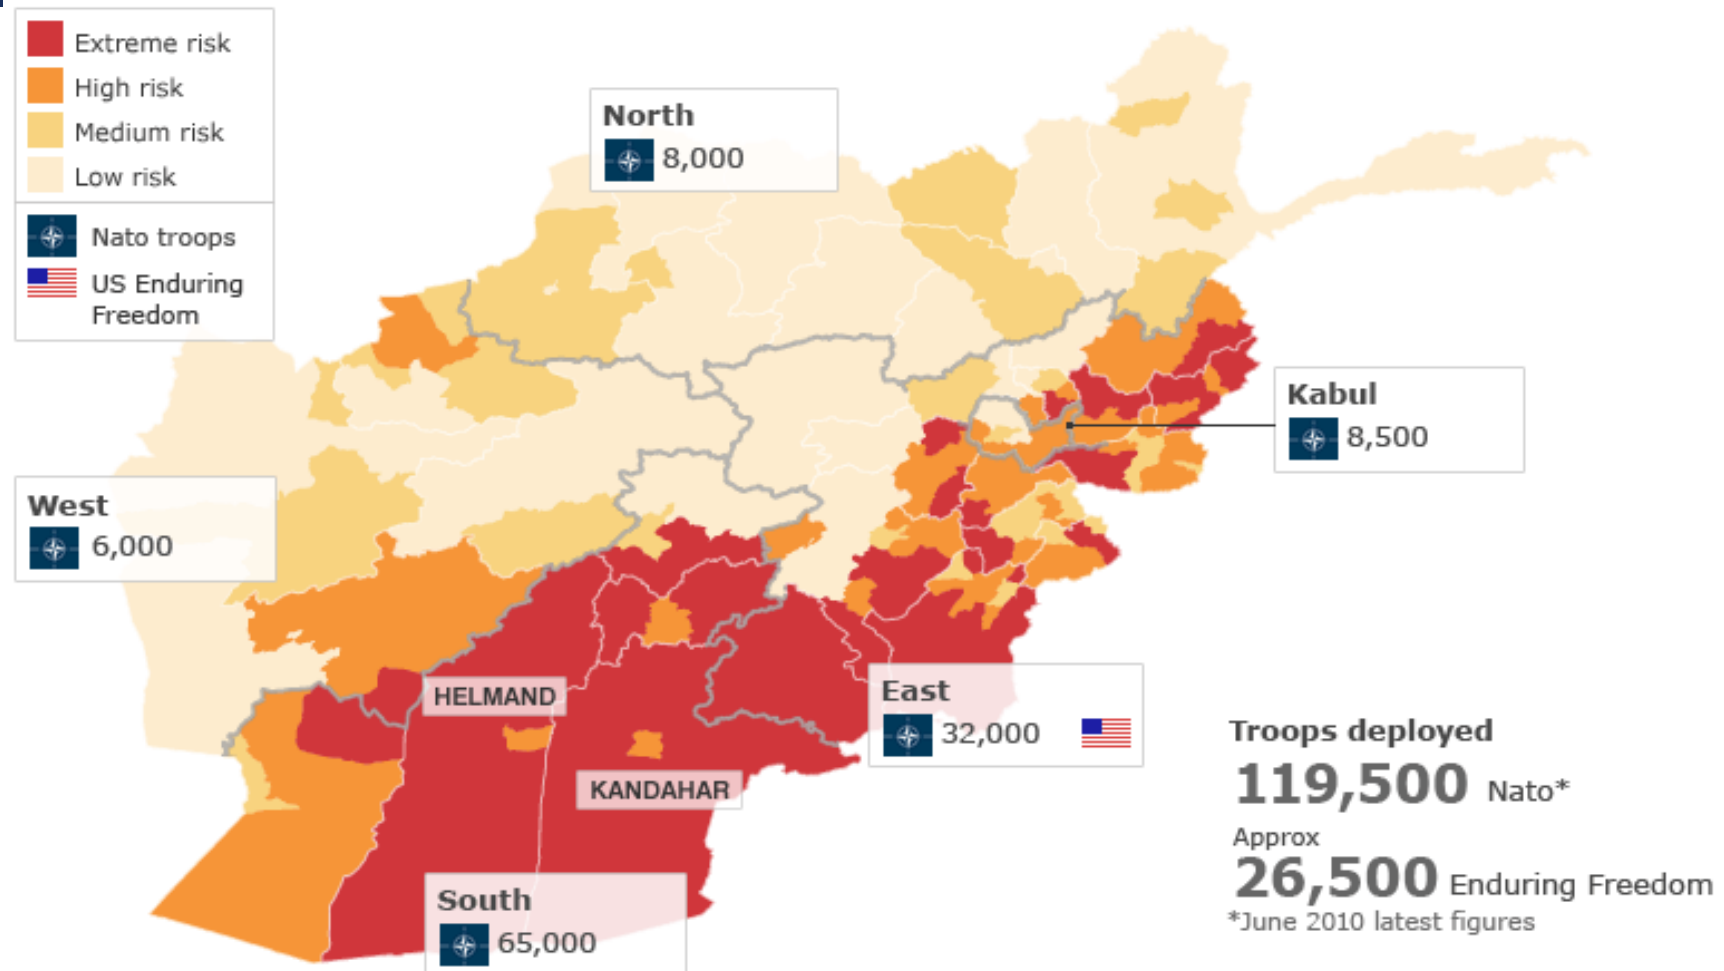 Extreme risk
High risk
Medium risk
Low risk
Nato troops
US Enduring
Freedom
North
8,000
Kabul
8,500
West
6,000
HELMAND
East
32,000
KANDAHAR
South
65,000
Troops deployed
119,500 Nato*
Approx
26,500 Enduring Freedom
*June 2010 latest figures